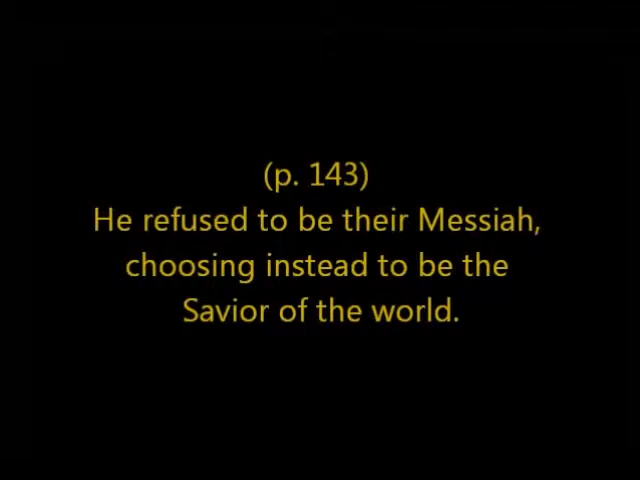 (p. 143)
He refused to be their Messiah,
choosing instead to be the
Savior of the world.